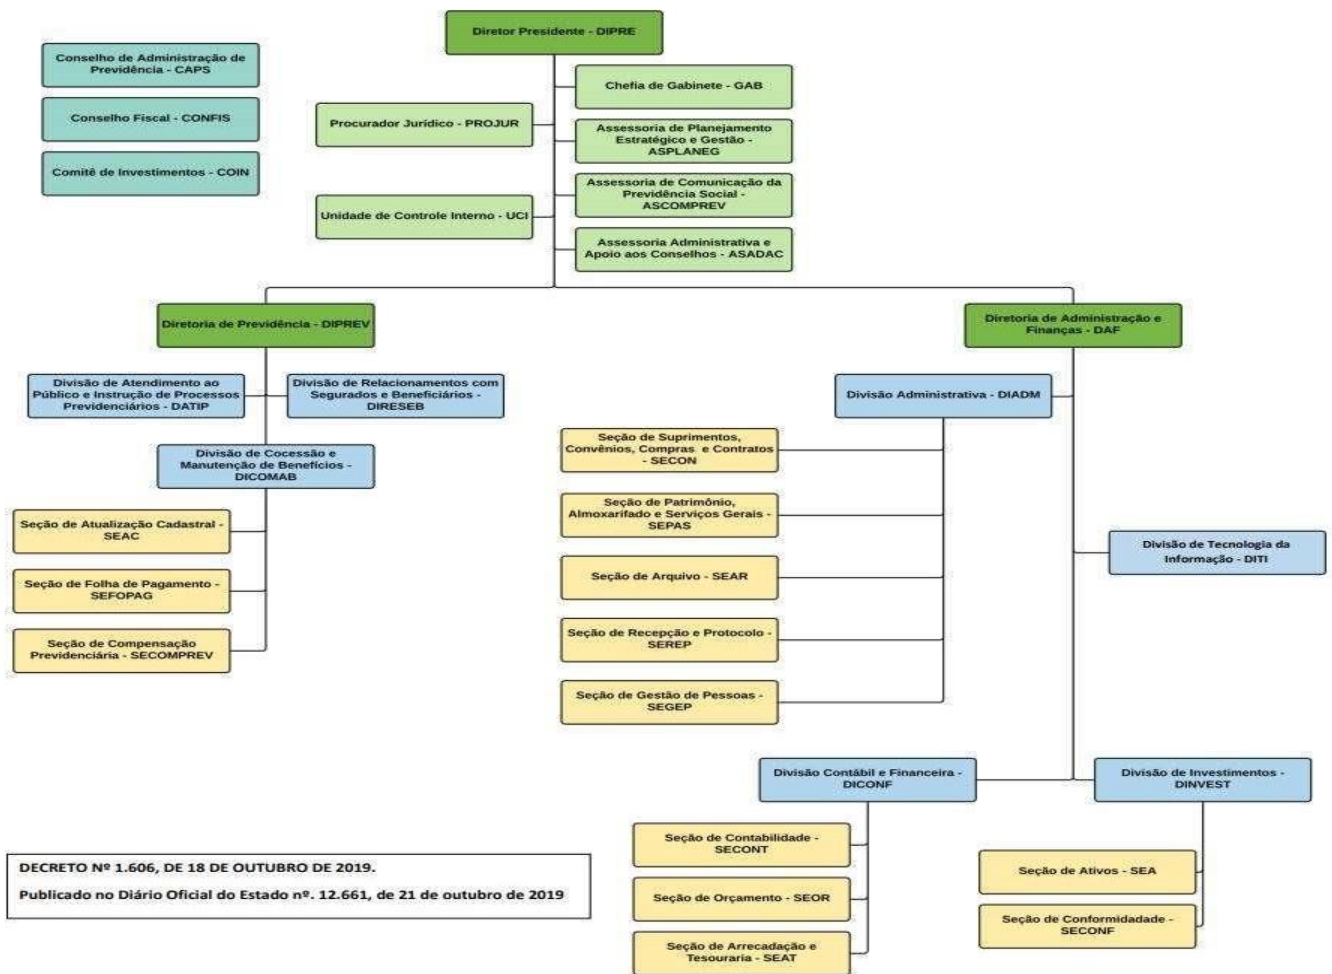 Diretor Presidente - DIPRE
Conselho de Administração de
Previdência - CAPS
Conselho Fiscal - CONFIS
Comitê de Investimentos - COIN
Chefia de Gabinete - GAB
Procurador Jurídico - PROJUR
Assessoria de Planejamento
Estratégico e Gestão -
ASPLANEG
Assessoria de Comunicação da
Previdência Social -
ASCOMPREV
Unidade de Controle Interno - UCI
Assessoria Administrativa e
Apoio aos Conselhos - ASADAC
Diretoria de Previdência - DIPREV
Diretoria de Administração e
Finanças - DAF
Divisão de Atendimento ao
Público e Instrução de Processos
Previdenciários - DATIP
Divisão de Relacionamentos com
Segurados e Beneficiários -
DIRESEB
Divisão de Cocessão e
Manutenção de Benefícios -
DICOMAB
Seção de Atualização Cadastral -
SEAC
Seção de Folha de Pagamento -
SEFOPAG
Seção de Compensação
Previdenciária - SECOMPREV
Divisão Administrativa - DIADM
Seção de Suprimentos,
Convênios, Compras e Contratos
- SECON
Seção de Patrimônio,
Almoxarifado e Serviços Gerais -
SEPAS
Seção de Arquivo - SEAR
Seção de Recepção e Protocolo -
SEREP
Seção de Gestão de Pessoas -
SEGEP
Divisão de Tecnologia da
Informação - DITI
Divisão Contábil e Financeira -
DICONF
Seção de Contabilidade -
SECONT
Seção de Orçamento - SEOR
Seção de Arrecadação e
Tesouraria - SEAT
Divisão de Investimentos -
DINVEST
Seção de Ativos - SEA
Seção de Conformidadade -
SECONF
DECRETO Nº 1.606, DE 18 DE OUTUBRO DE 2019.
Publicado no Diário Oficial do Estado nº. 12.661, de 21 de outubro de 2019